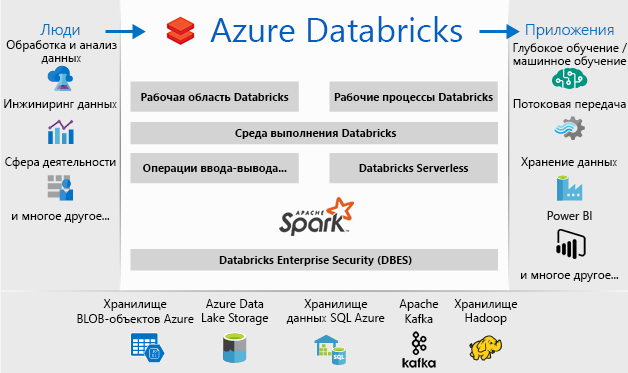 Люди
Azure Databricks
Приложения
Обработка и анализ
данных
Инжиниринг данных
Сфера деятельности
и многое другое...
Рабочая область Databricks
Рабочие процессы Databricks
Среда выполнения Databricks
Операции ввода-вывода...
Databricks Serverless
APACHE
Spark™
Databricks Enterprise Security (DBES)
Глубокое обучение /
машинное обучение
Потоковая передача
Хранение данных
Power BI
и многое другое...
Хранилище
BLOB-объектов Azure
Azure Data
Lake Storage
Хранилище
данных SQL Azure
SQL
Apache
Kafka
kafka
Хранилище
Hadoop